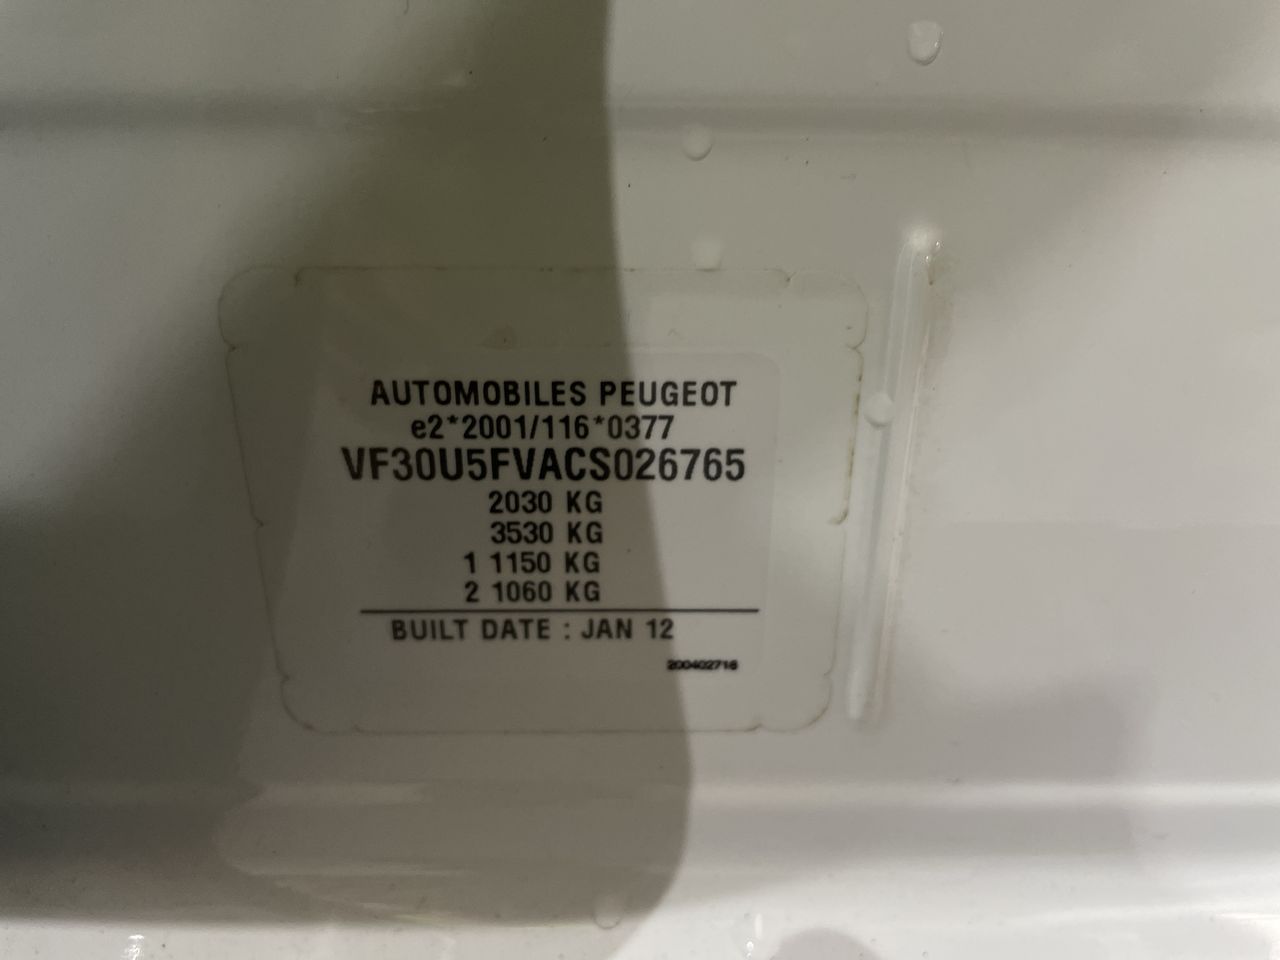 AUTOMOBILES PEUGEOT
e2*2001/116*0377
VF30U5FVACS026765
2030 KG
3530 KG
1 1150 KG
2 1060 KG
BUILT DATE : JAN 12
200402716